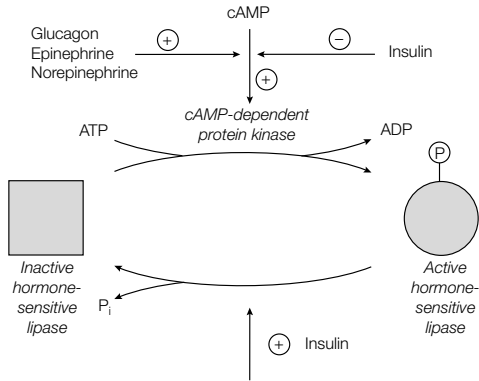 cAMP
Glucagon
Epinephrine
Norepinephrine
+
−
Insulin
+
cAMP-dependent
protein kinase
ATP
ADP
P
Inactive
hormone-
sensitive
lipase
Active
hormone-
sensitive
lipase
Pi
+ Insulin